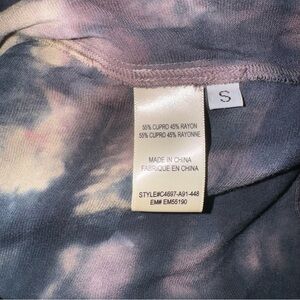 S
55% CUPRO 45% RAYON
55% CUPRO 45% RAYONNE
MADE IN CHINA
FABRIQUE EN CHINE
STYLE#C4697-A91-448
EM# EM55190